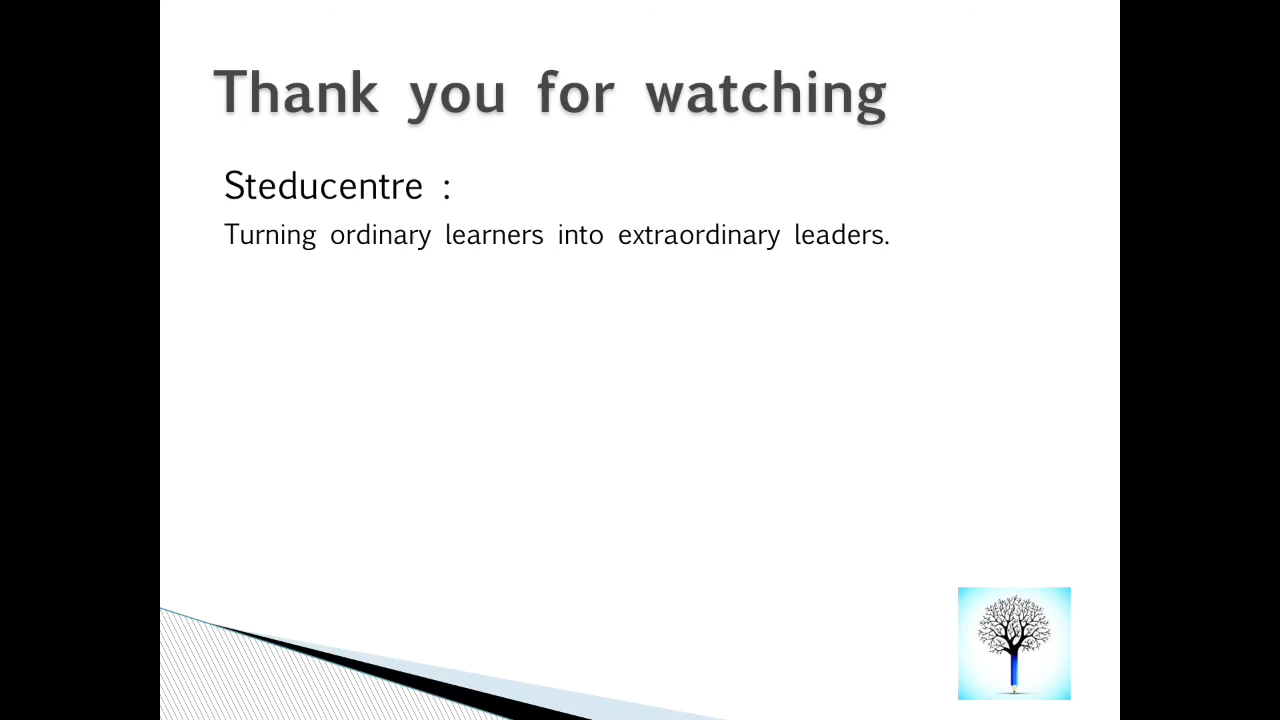 Thank you for watching
Steducentre :
Turning ordinary learners into extraordinary leaders.